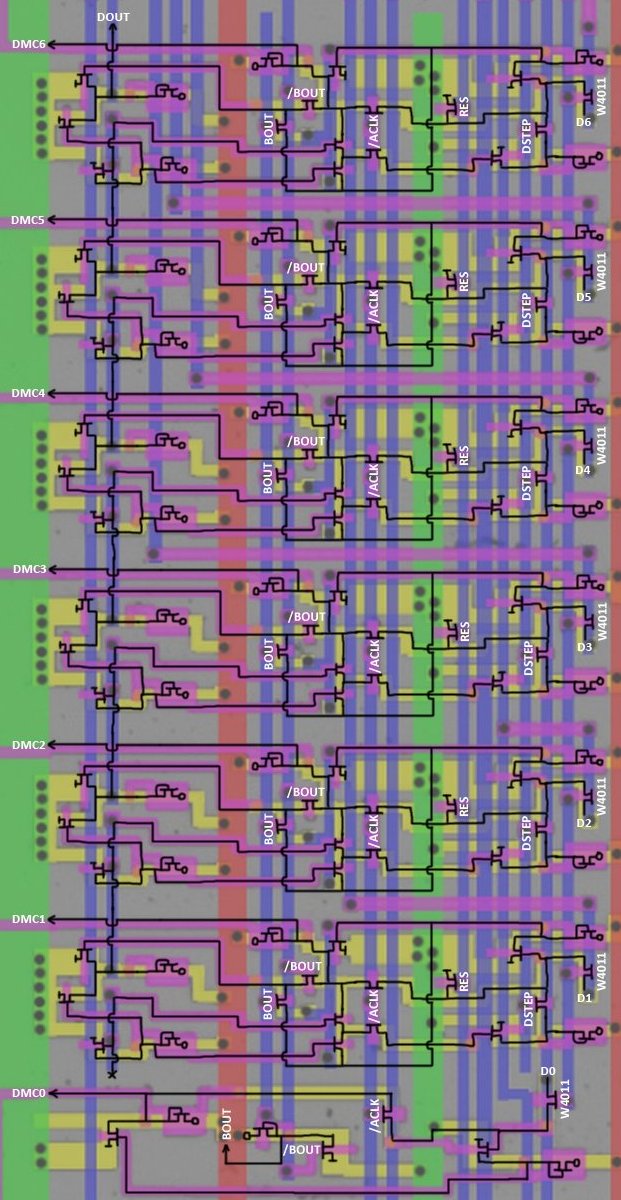 DOUT
DMC6
/BOUT
BOUT
/ACLK
RES
DSTEP
W4011
D6
DMC5
/BOUT
BOUT
/ACLK
RES
DSTEP
W4011
D5
DMC4
/BOUT
BOUT
/ACLK
RES
DSTEP
W4011
D4
DMC3
/BOUT
BOUT
/ACLK
RES
DSTEP
W4011
D3
DMC2
/BOUT
BOUT
/ACLK
RES
DSTEP
W4011
D2
DMC1
/BOUT
BOUT
/ACLK
RES
DSTEP
W4011
D1
DMC0
D0
W4011
/ACLK
BOUT
/BOUT